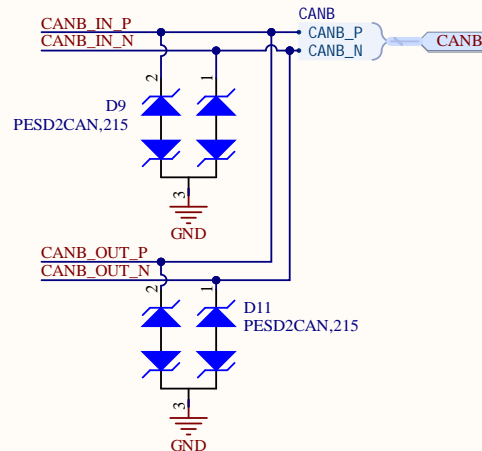 CANB
CANB_IN_P
CANB_P
CANB_IN_N
CANB_N
CANB
2
1
D9
PESD2CAN,215
3
GND
CANB_OUT_P
CANB_OUT_N
2
1
D11
PESD2CAN,215
3
GND